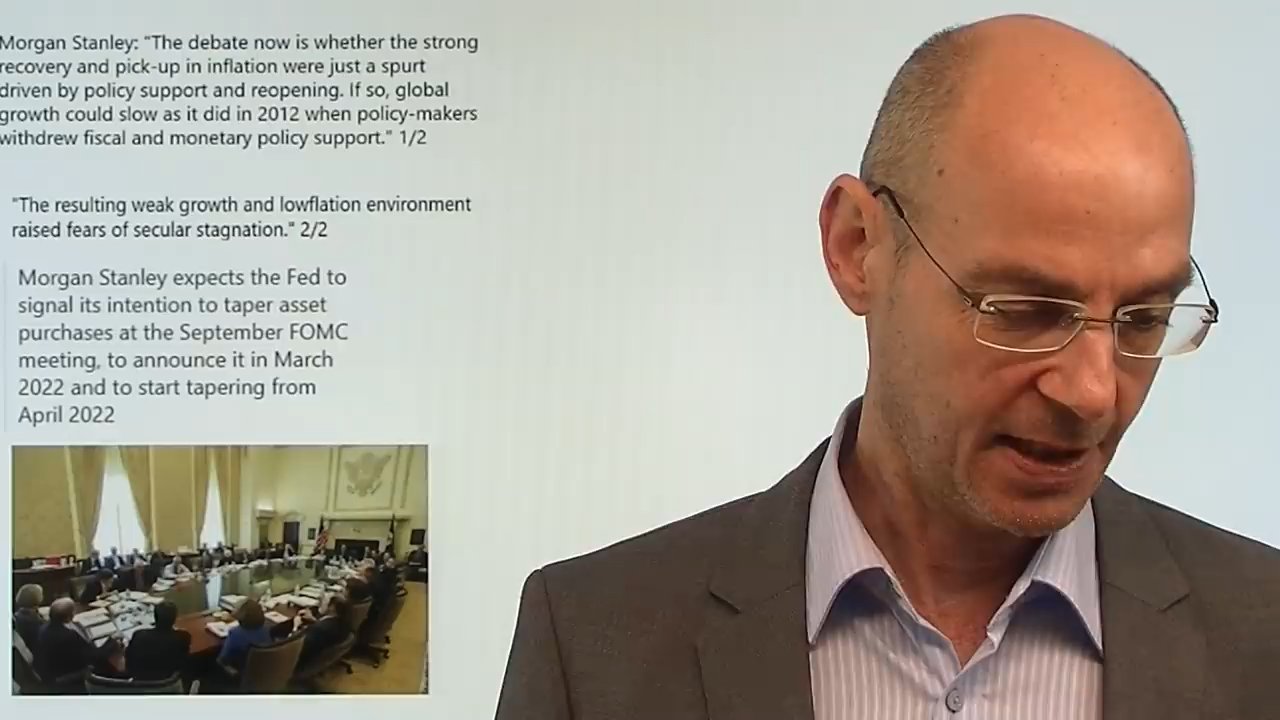 Morgan Stanley: "The debate now is whether the strong
recovery and pick-up in inflation were just a spurt
driven by policy support and reopening. If so, global
growth could slow as it did in 2012 when policy-makers
withdrew fiscal and monetary policy support." 1/2
"The resulting weak growth and lowflation environment
raised fears of secular stagnation." 2/2
Morgan Stanley expects the Fed to
signal its intention to taper asset
purchases at the September FOMC
meeting, to announce it in March
2022 and to start tapering from
April 2022